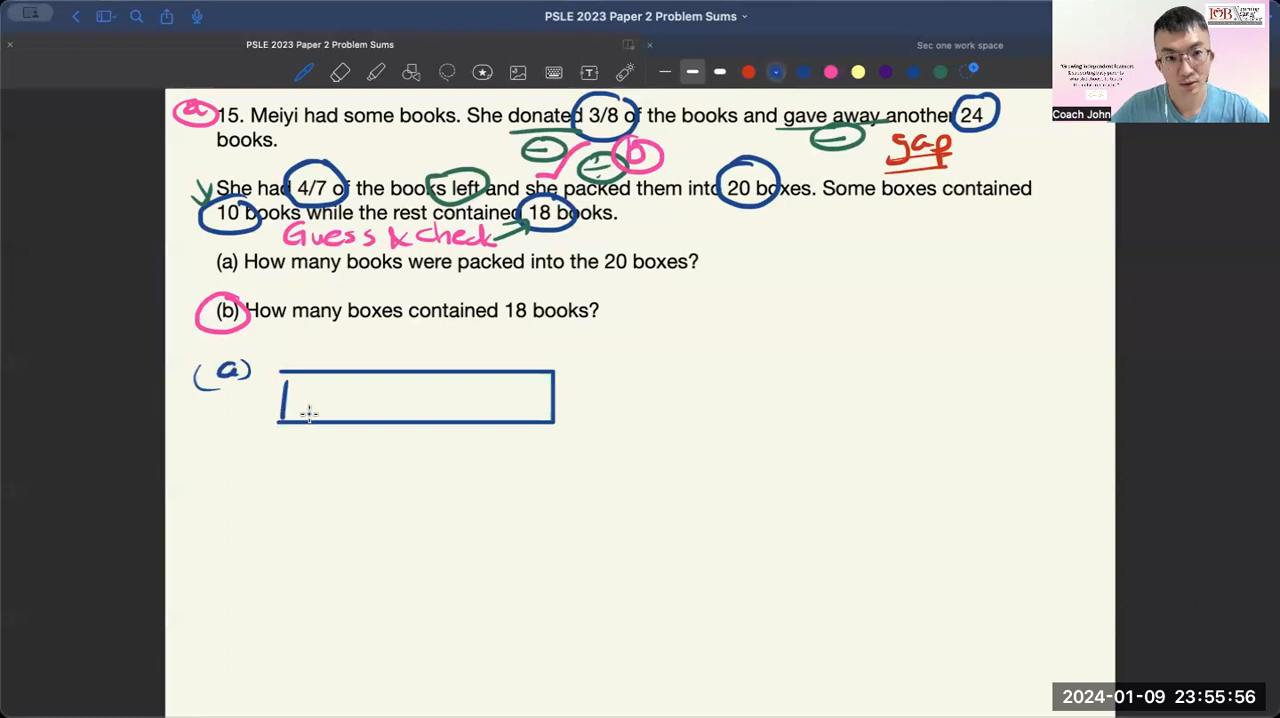 PSLE 2023 Paper 2 Problem Sums
PSLE 2023 Paper 2 Problem Sums
Sec one work space
Coach John
a
15. Meiyi had some books. She donated 3/8 of the books and gave away another 24
books.
b
gap
She had 4/7 of the books left and she packed them into 20 boxes. Some boxes contained
10 books while the rest contained 18 books.
Guess & check
(a) How many books were packed into the 20 boxes?
(b) How many boxes contained 18 books?
(a)
2024-01-09 23:55:56